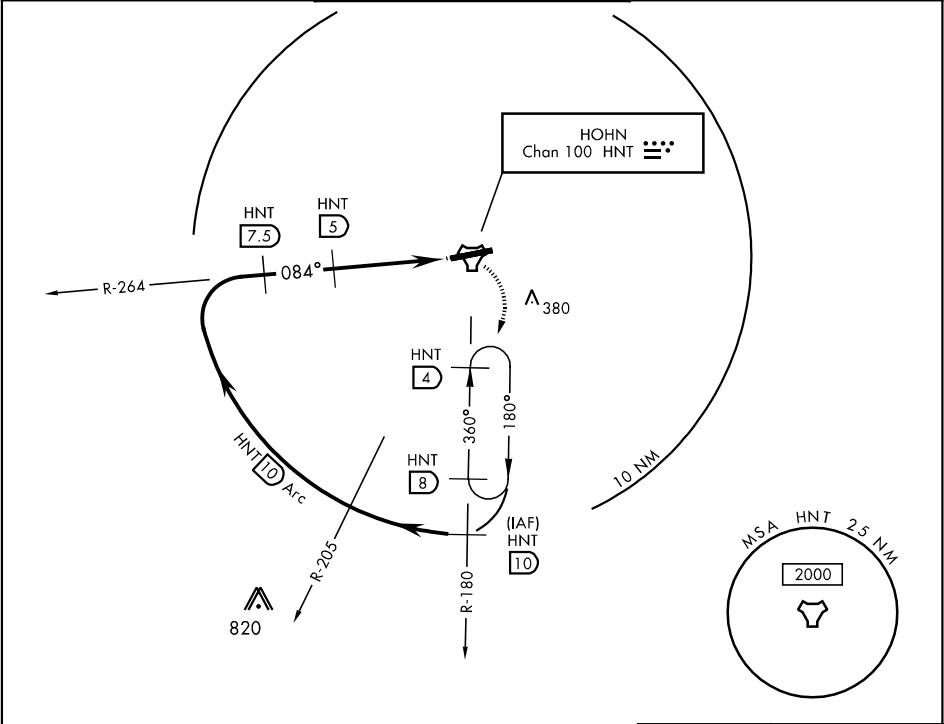 HOHN
Chan 100 HNT
HNT
5
HNT
7.5
084°
R-264
380
HNT
4
360°
180°
HNT
8
HNT 10 Arc
10 NM
(IAF)
HNT
10
R-205
R-180
820
MSA HNT 25 NM
2000